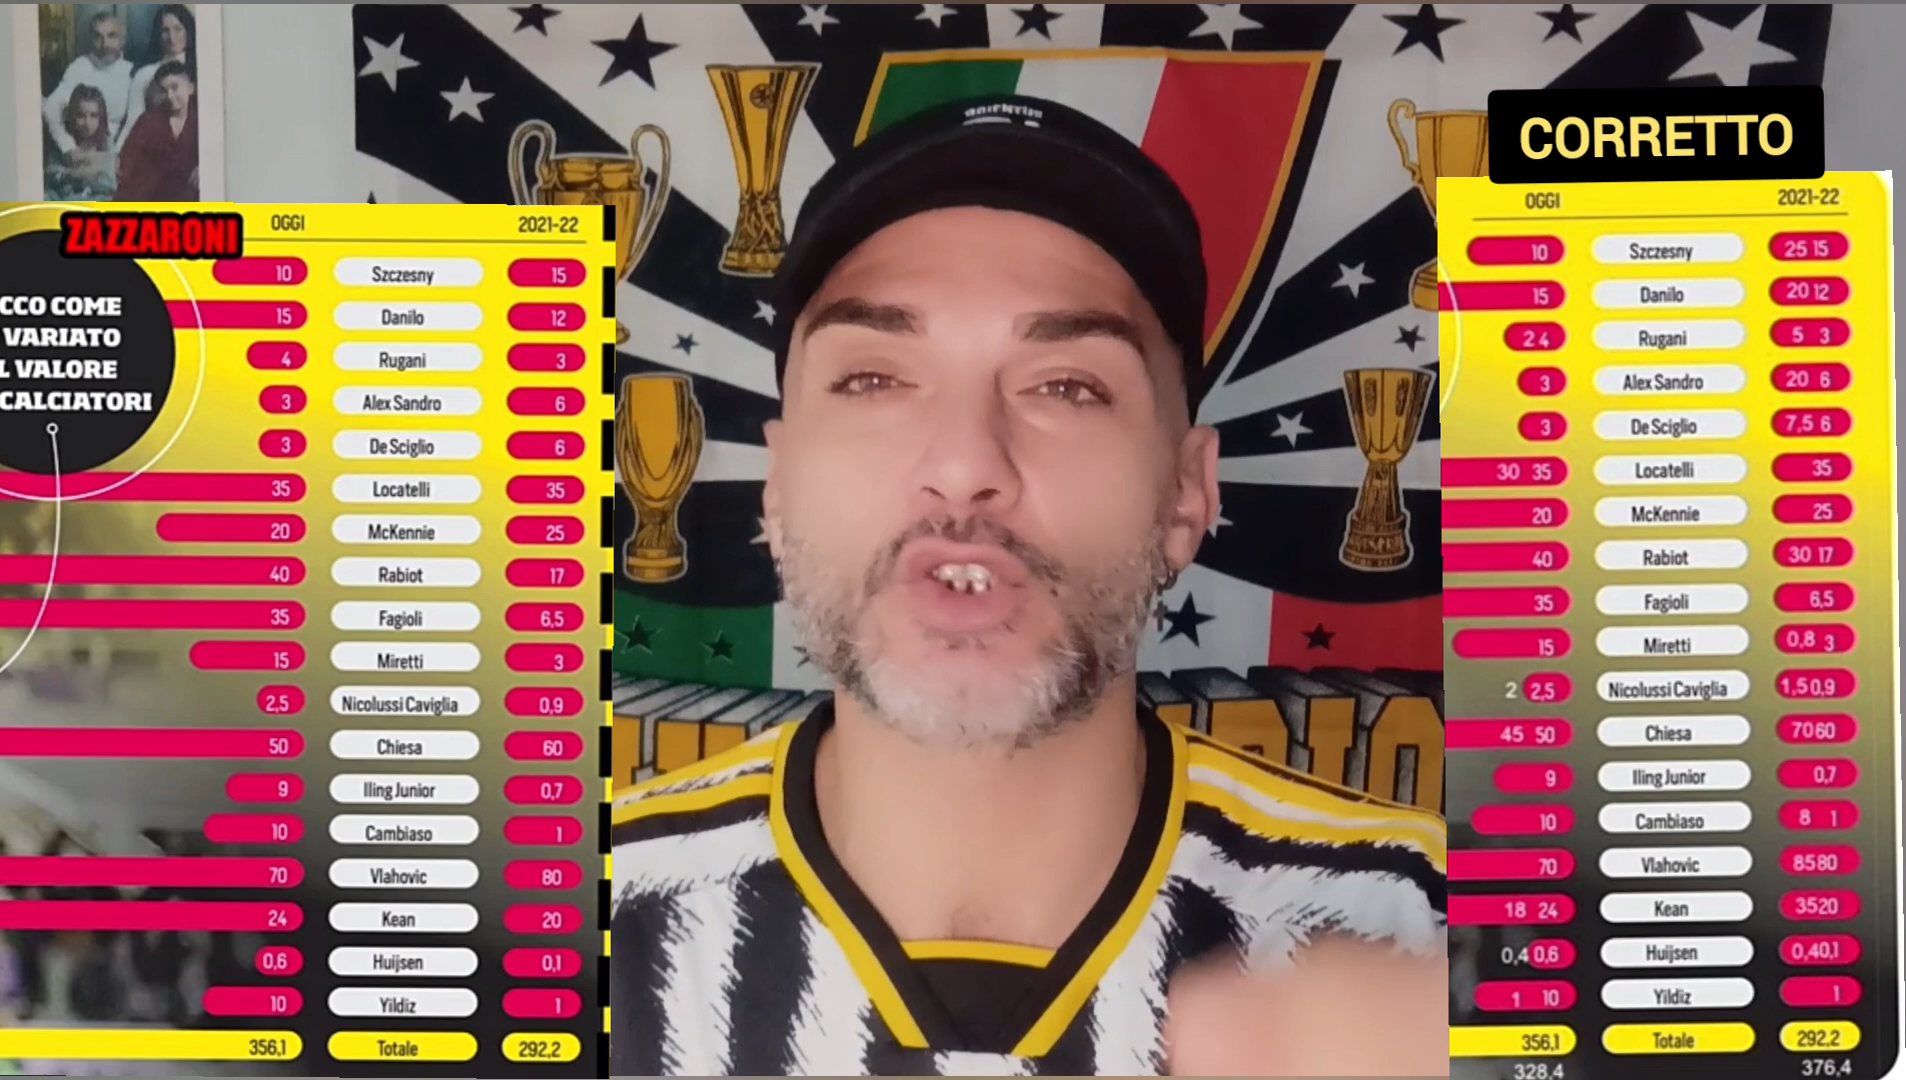 ZAZZARONI
OGGI 2021-22
CCO COME
VARIATO
L VALORE
CALCIATORI
10 Szczesny 15
15 Danilo 12
4 Rugani 3
3 Alex Sandro 6
3 De Sciglio 6
35 Locatelli 35
20 McKennie 25
40 Rabiot 17
35 Fagioli 6,5
15 Miretti 3
2,5 Nicolussi Caviglia 0,9
50 Chiesa 60
9 Iling Junior 0,7
10 Cambiaso 1
70 Vlahovic 80
24 Kean 20
0,6 Huijsen 0,1
10 Yildiz 1
356,1 Totale 292,2
JUVENTUS
CORRETTO
OGGI 2021-22
10 Szczesny 25 15
15 Danilo 20 12
2 4 Rugani 5 3
3 Alex Sandro 20 6
3 De Sciglio 7,5 6
30 35 Locatelli 35
20 McKennie 25
40 Rabiot 30 17
35 Fagioli 6,5
15 Miretti 0,8 3
2 2,5 Nicolussi Caviglia 1,5 0,9
45 50 Chiesa 70 60
9 Iling Junior 0,7
10 Cambiaso 8 1
70 Vlahovic 85 80
18 24 Kean 35 20
0,4 0,6 Huijsen 0,4 0,1
1 10 Yildiz 1
356,1 Totale 292,2
328,4 376,4